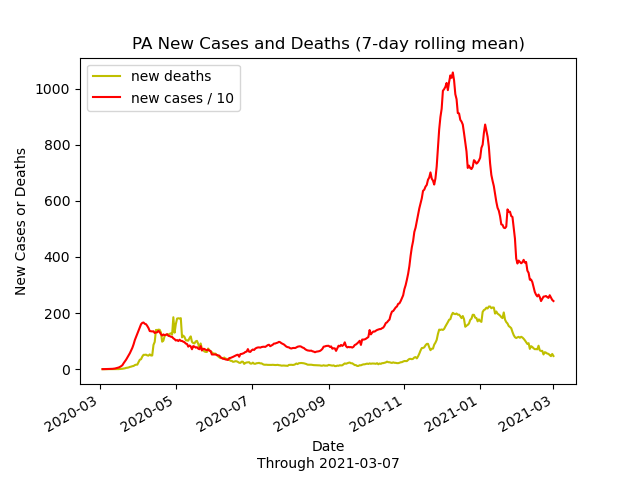 PA New Cases and Deaths (7-day rolling mean)
new deaths
new cases / 10
1000
800
600
400
200
0
New Cases or Deaths
2020-03
2020-05
2020-07
2020-09
2020-11
2021-01
2021-03
Date
Through 2021-03-07